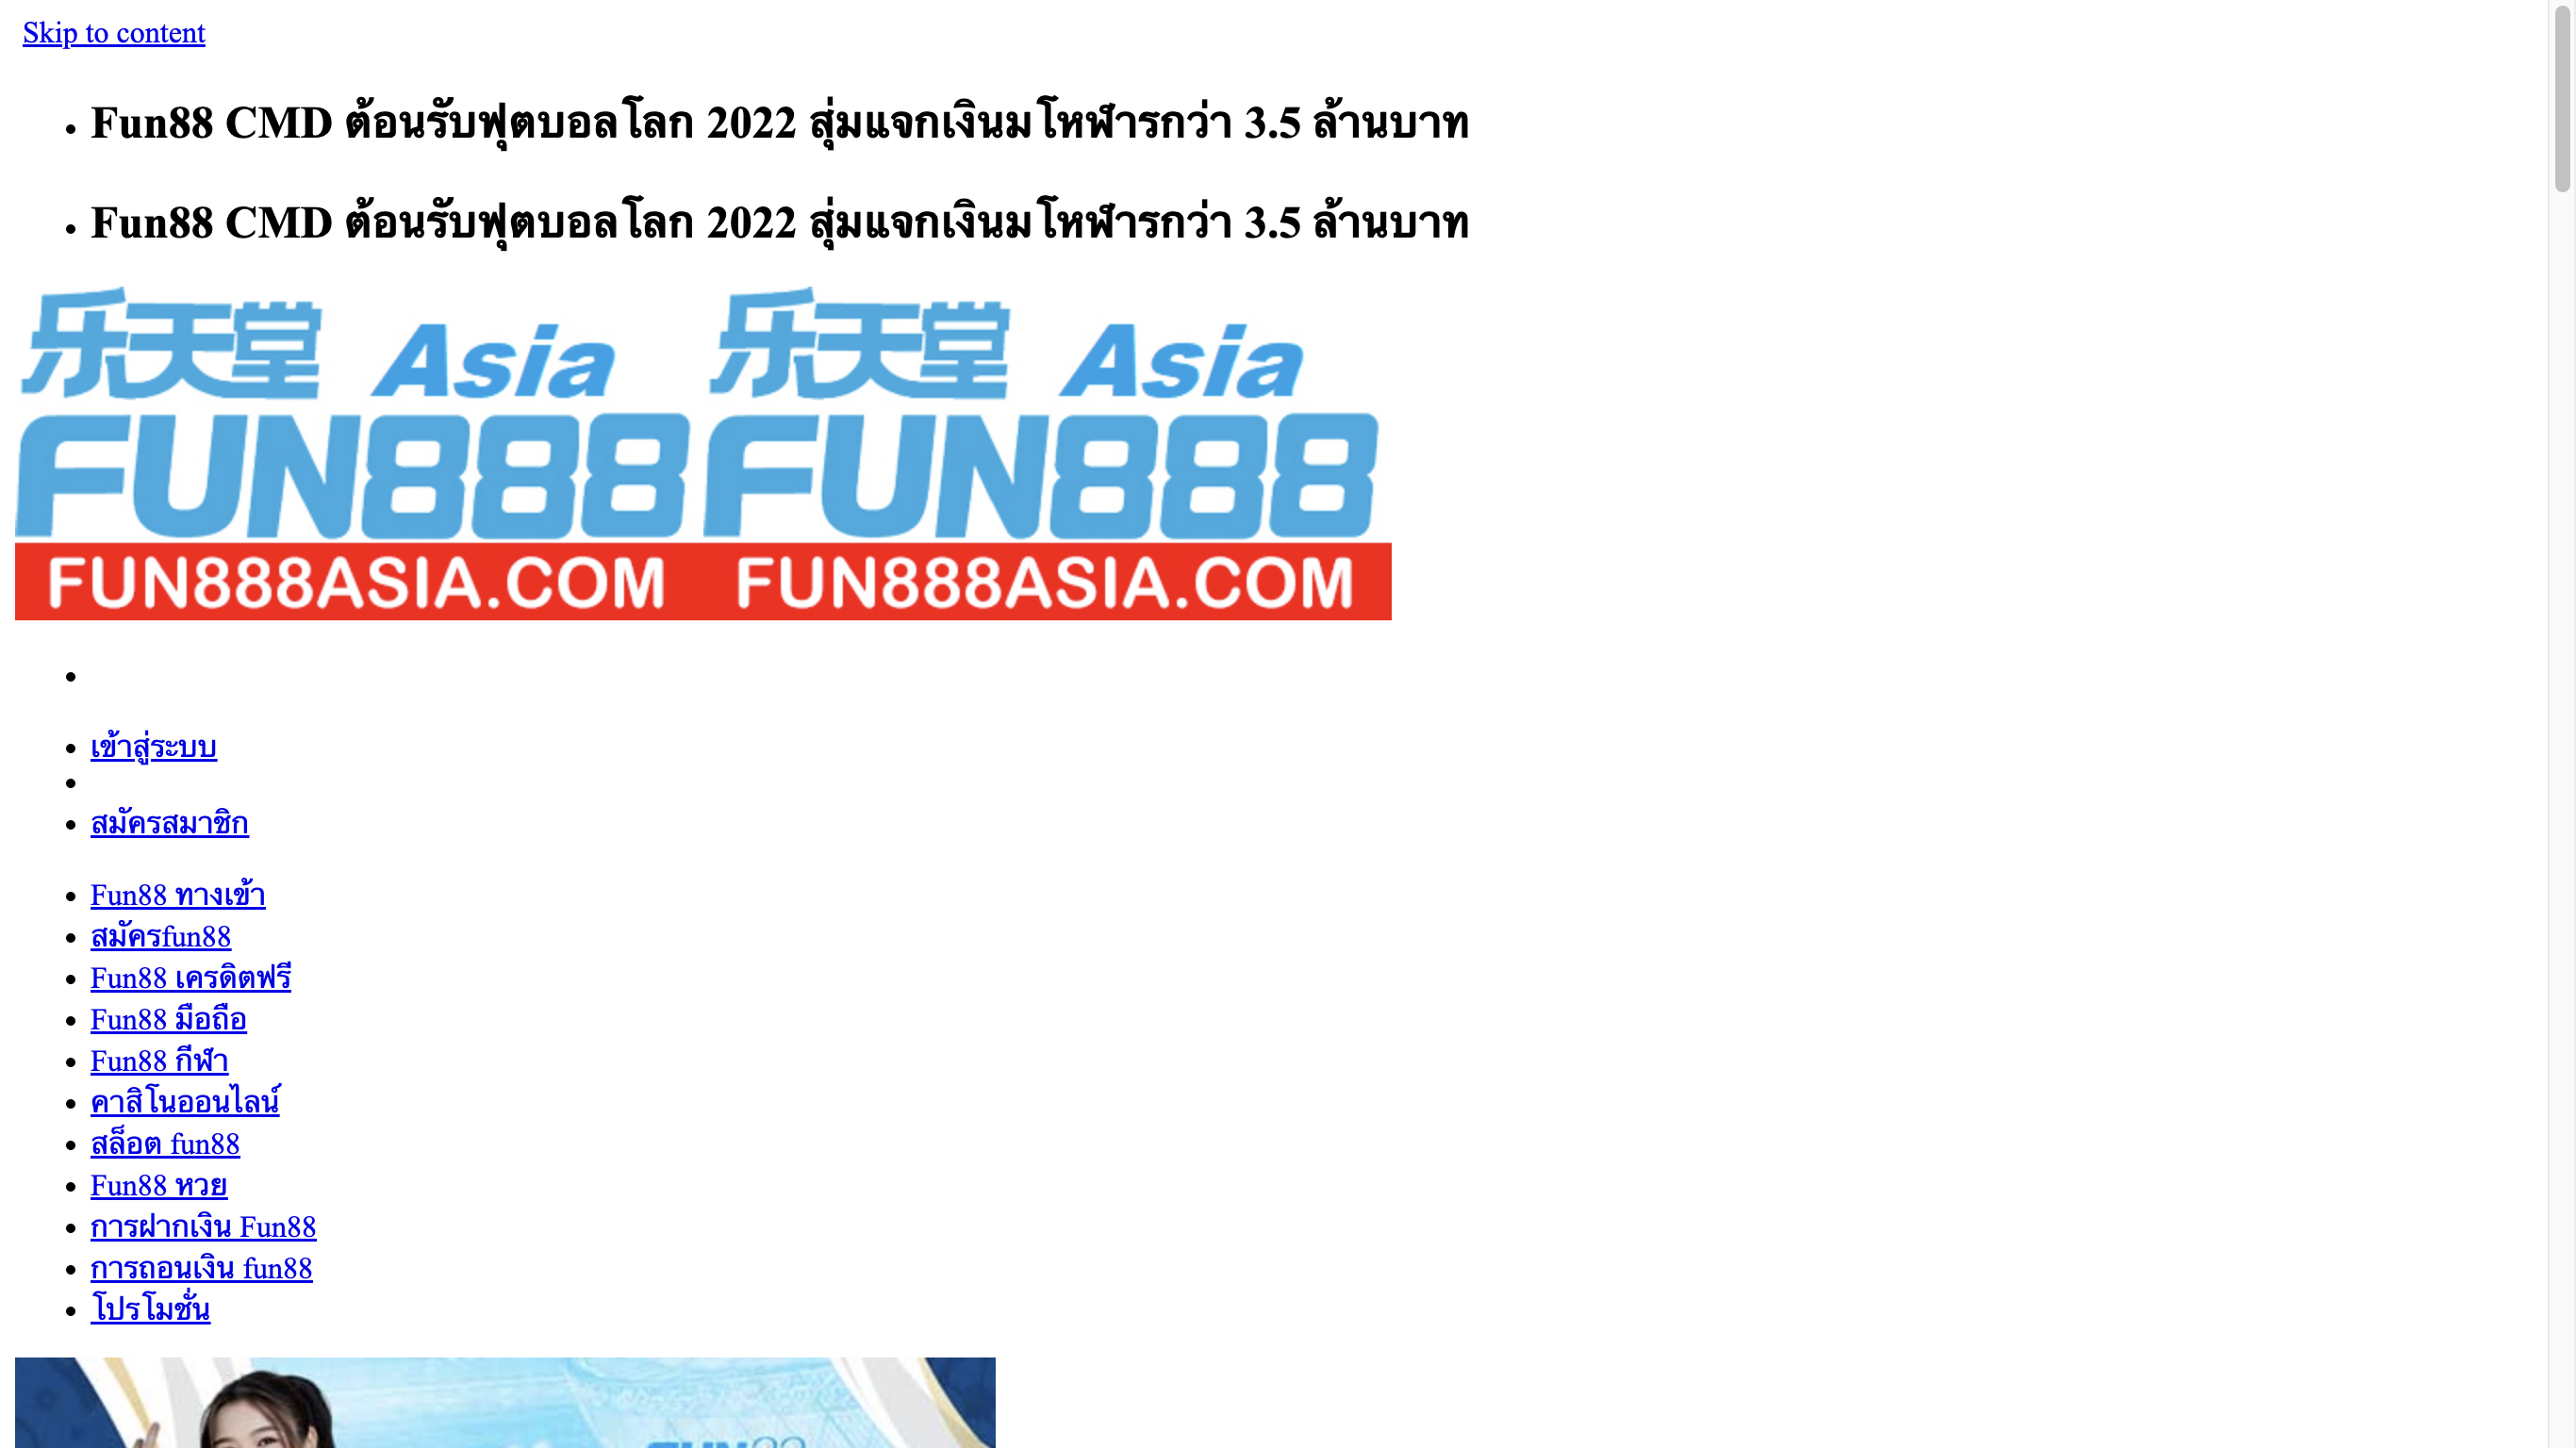 Skip to content
Fun88 CMD ต้อนรับฟุตบอลโลก 2022 สุ่มแจกเงินมโหฬารกว่า 3.5 ล้านบาท
Fun88 CMD ต้อนรับฟุตบอลโลก 2022 สุ่มแจกเงินมโหฬารกว่า 3.5 ล้านบาท
乐天堂 Asia 乐天堂 Asia
FUN888 FUN888
FUN888ASIA.COM FUN888ASIA.COM
เข้าสู่ระบบ
สมัครสมาชิก
Fun88 ทางเข้า
สมัครfun88
Fun88 เครดิตฟรี
Fun88 มือถือ
Fun88 กีฬา
คาสิโนออนไลน์
สล็อต fun88
Fun88 หวย
การฝากเงิน Fun88
การถอนเงิน fun88
โปรโมชั่น